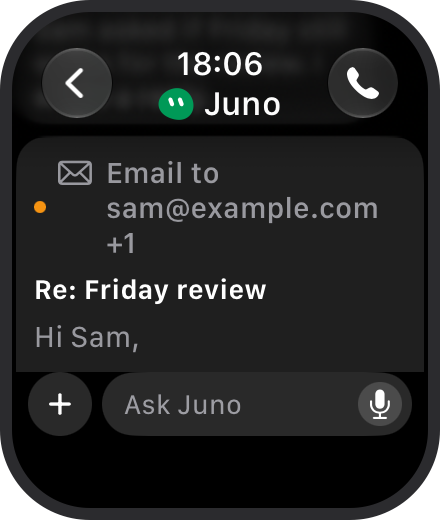 18:06
Juno
Email to
sam@example.com
+1
Re: Friday review
Hi Sam,
Ask Juno